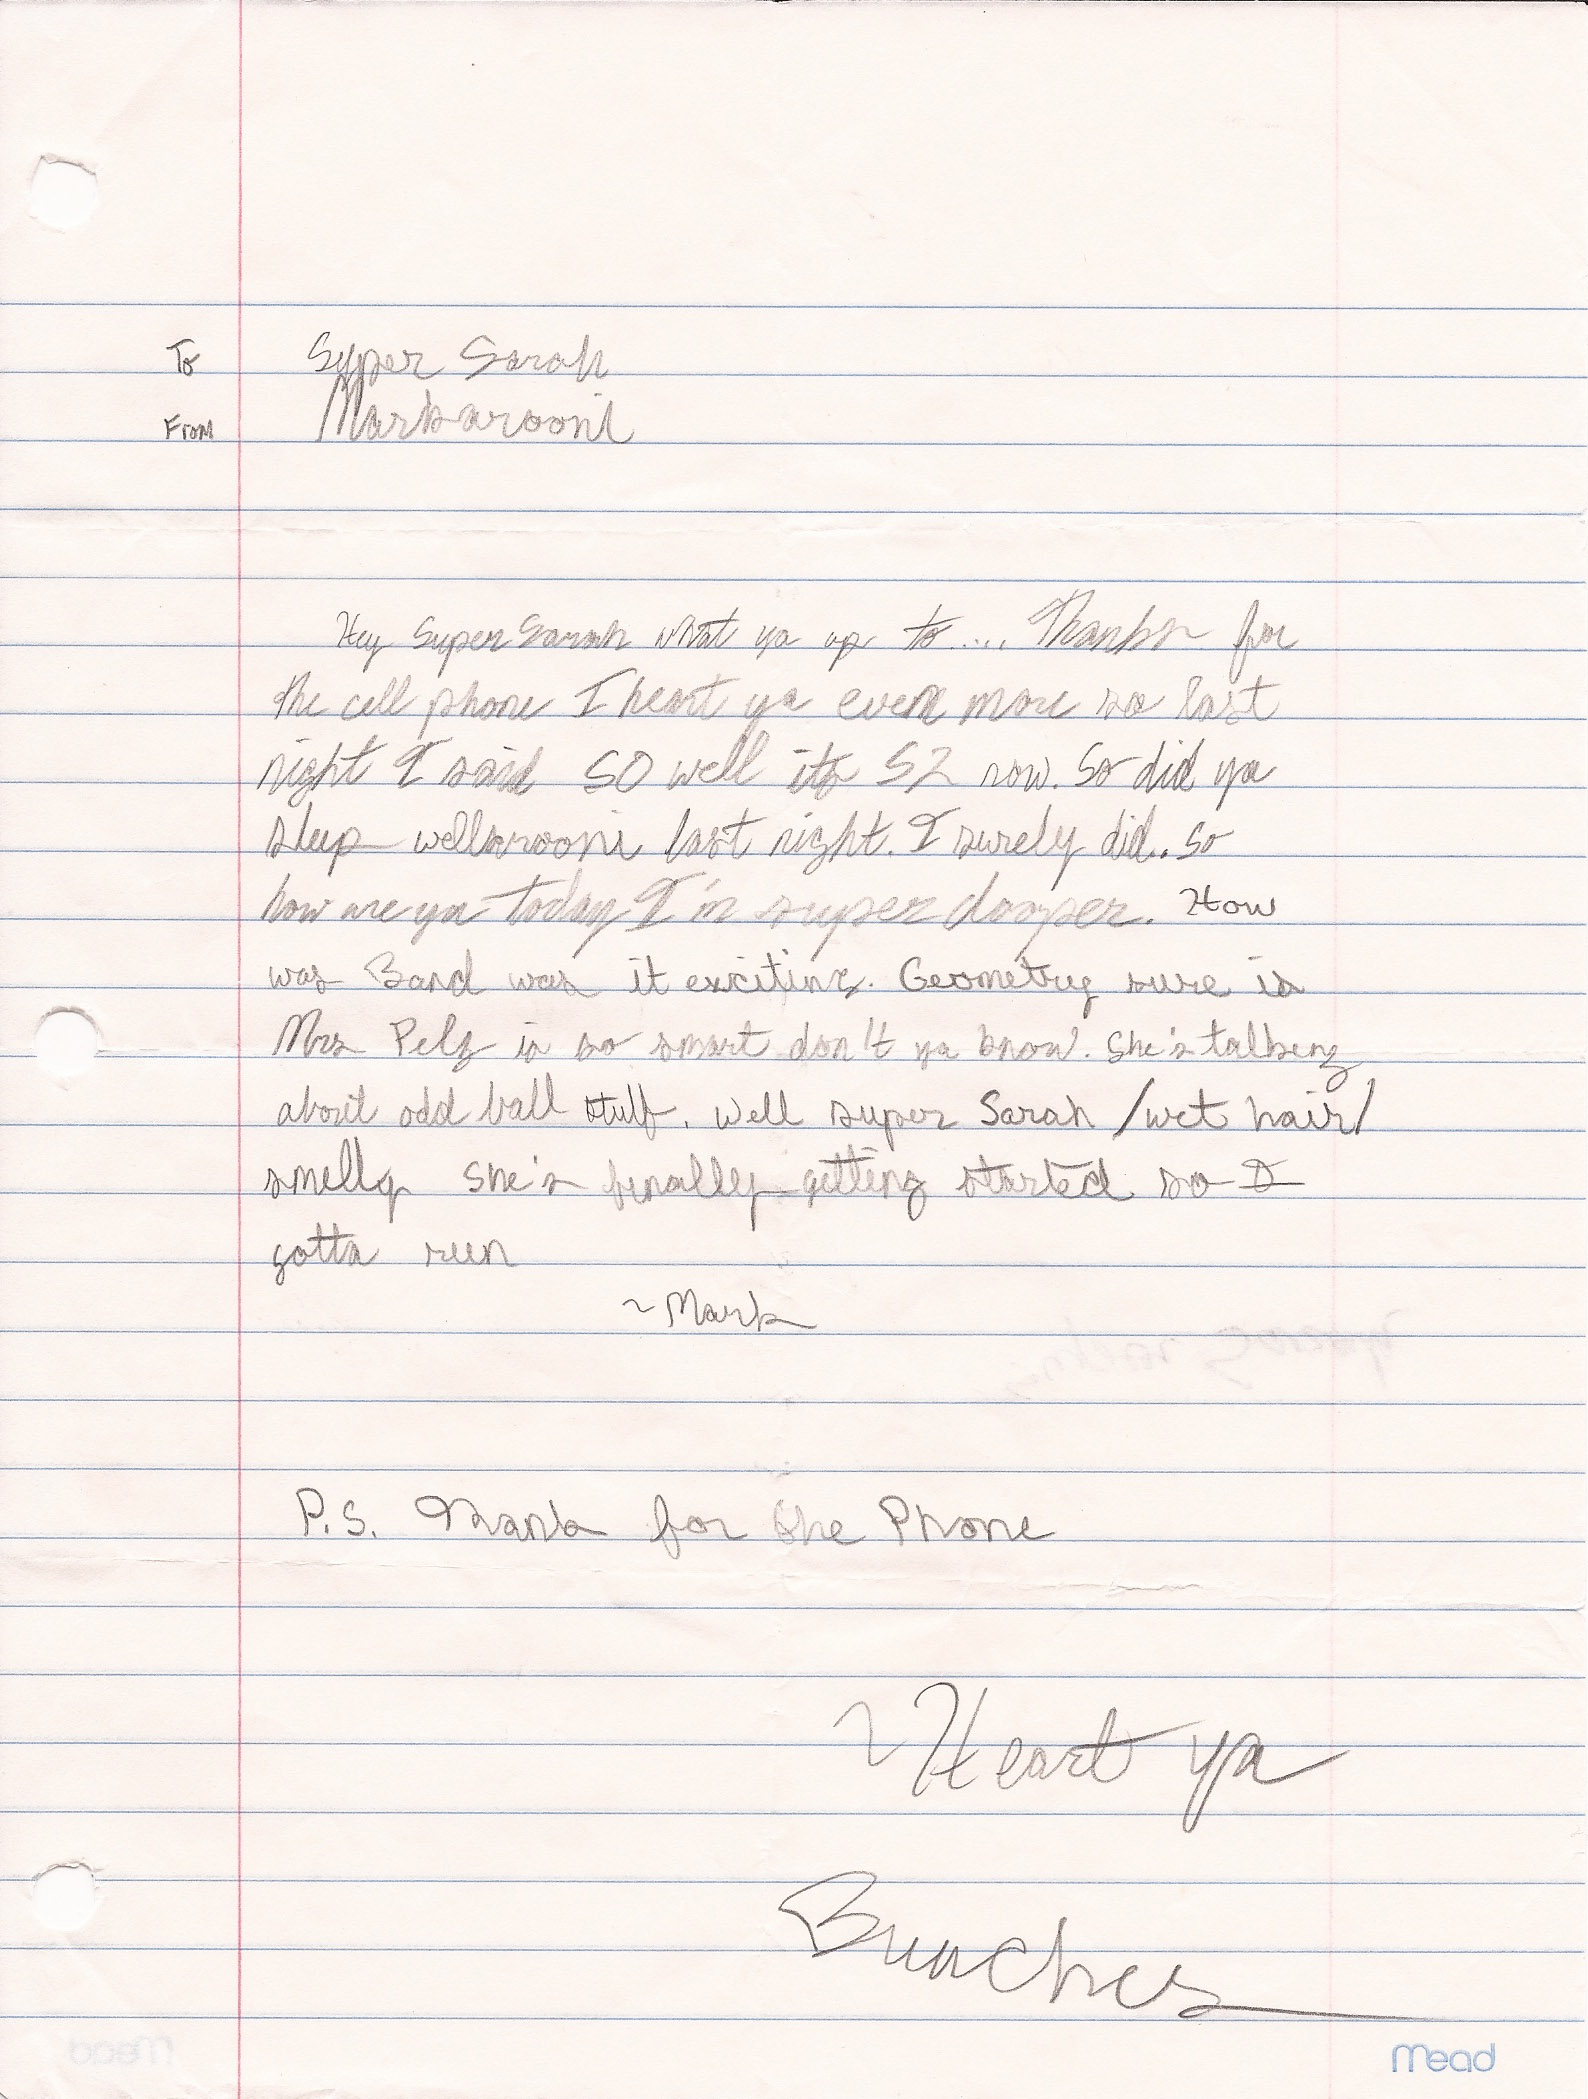 To Super Sarah
From Markarooni
Hey Super Sarah what ya up to..... Thanks for
the cell phone I heart ya even more so last
night I said 50 well its 52 now. So did ya
sleep wellarooni last night. I surely did. So
how are ya today I'm super dooper. How
was Band was it exciting. Geometry sure is
Mrs Pelz is so smart don't ya know. She's talking
about odd ball stuff. Well super Sarah /wet hair/
smelly she's finally getting started so I
gotta run
~Mark
P.S. Thanks for the Phone
~Heart ya
Bunches
Mead